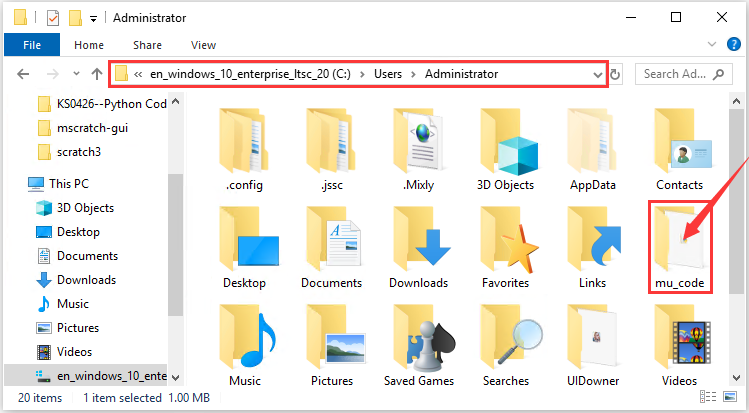 Administrator
File Home Share View
en_windows_10_enterprise_ltsc_20 (C:) Users Administrator
Search Ad...
KS0426--Python Cod
mscratch-gui
scratch3
This PC
3D Objects
Desktop
Documents
Downloads
Music
Pictures
Videos
en_windows_10_ente
.config .jssc .Mixly 3D Objects AppData Contacts
Desktop Documents Downloads Favorites Links mu_code
Music Pictures Saved Games Searches UIDowner Videos
20 items 1 item selected 1.00 MB